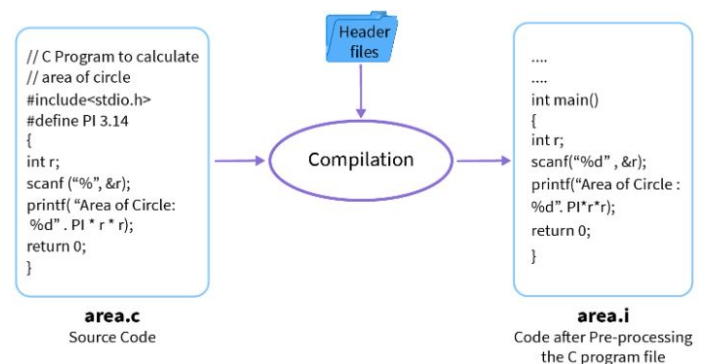 // C Program to calculate
// area of circle
#include<stdio.h>
#define PI 3.14
{
int r;
scanf (“%”, &r);
printf( “Area of Circle:
%d” . PI * r * r);
return 0;
}
area.c
Source Code
Header
files
Compilation
....
....
int main()
{
int r;
scanf(“%d” , &r);
printf(“Area of Circle :
%d”. PI*r*r);
return 0;
}
area.i
Code after Pre-processing
the C program file